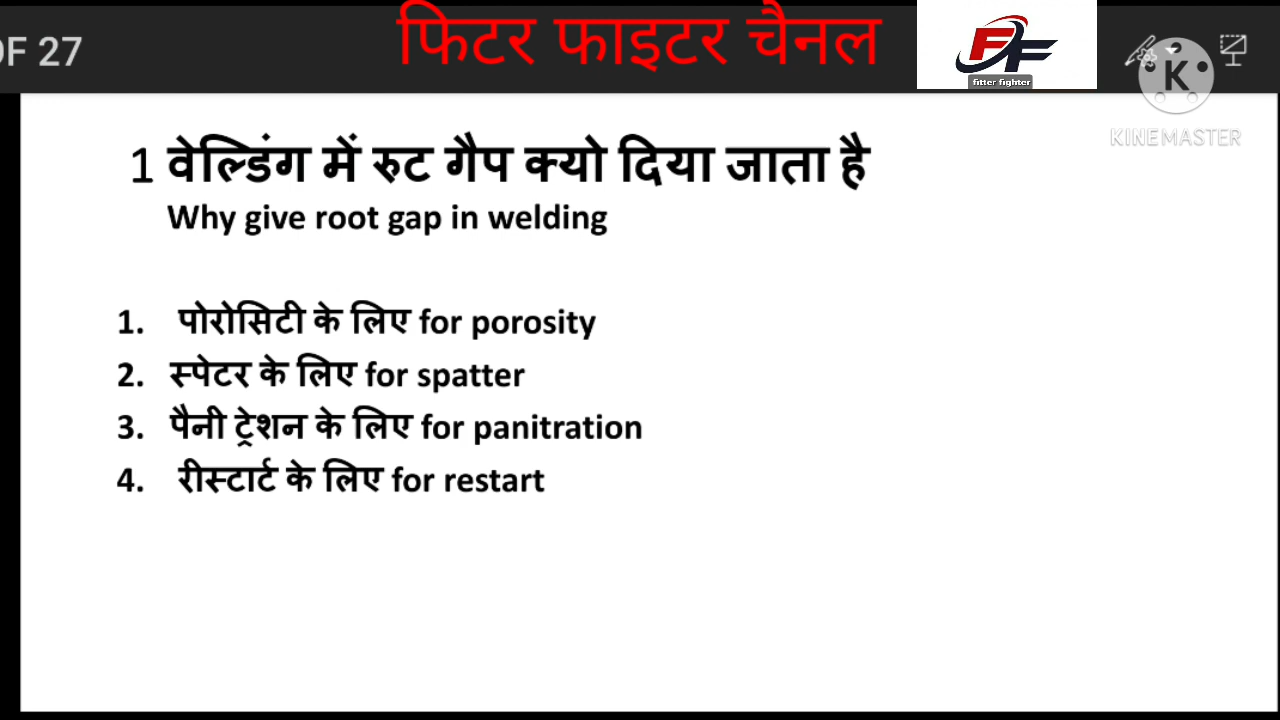 OF 27
फिटर फाइटर चैनल
FF
fitter fighter
K
KINEMASTER
1 वेल्डिंग में रुट गैप क्यो दिया जाता है
Why give root gap in welding
1. पोरोसिटी के लिए for porosity
2. स्पेटर के लिए for spatter
3. पैनी ट्रेशन के लिए for panitration
4. रीस्टार्ट के लिए for restart